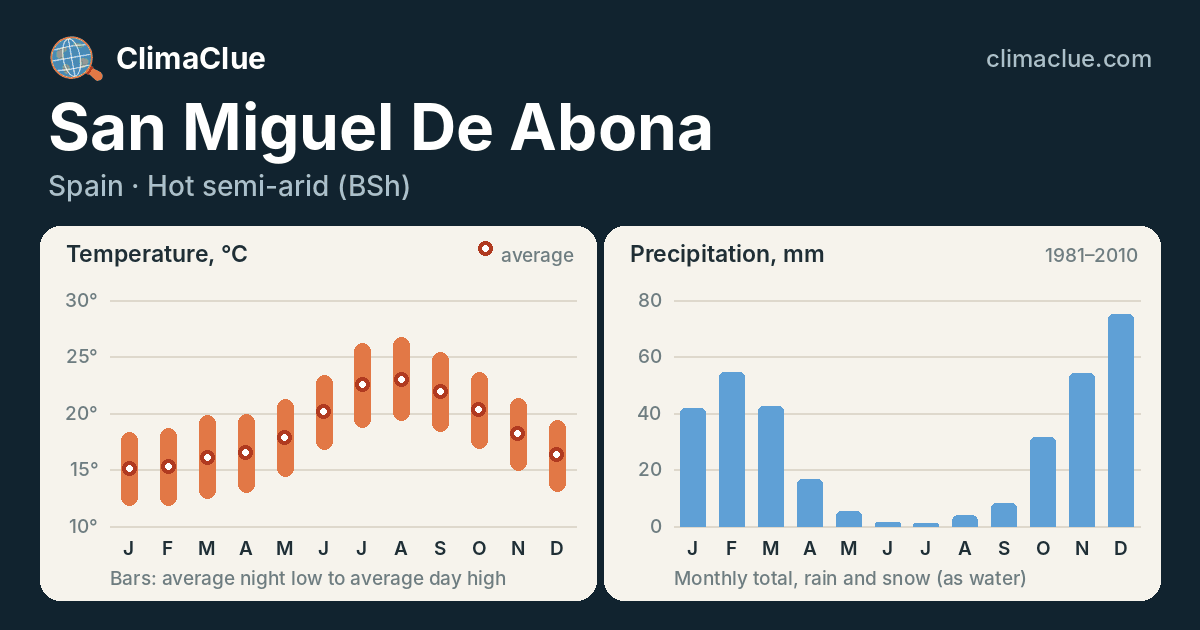 ClimaClue
climaclue.com
San Miguel De Abona
Spain · Hot semi-arid (BSh)
Temperature, °C
average
30°
25°
20°
15°
10°
J F M A M J J A S O N D
Bars: average night low to average day high
Precipitation, mm
1981–2010
80
60
40
20
0
J F M A M J J A S O N D
Monthly total, rain and snow (as water)